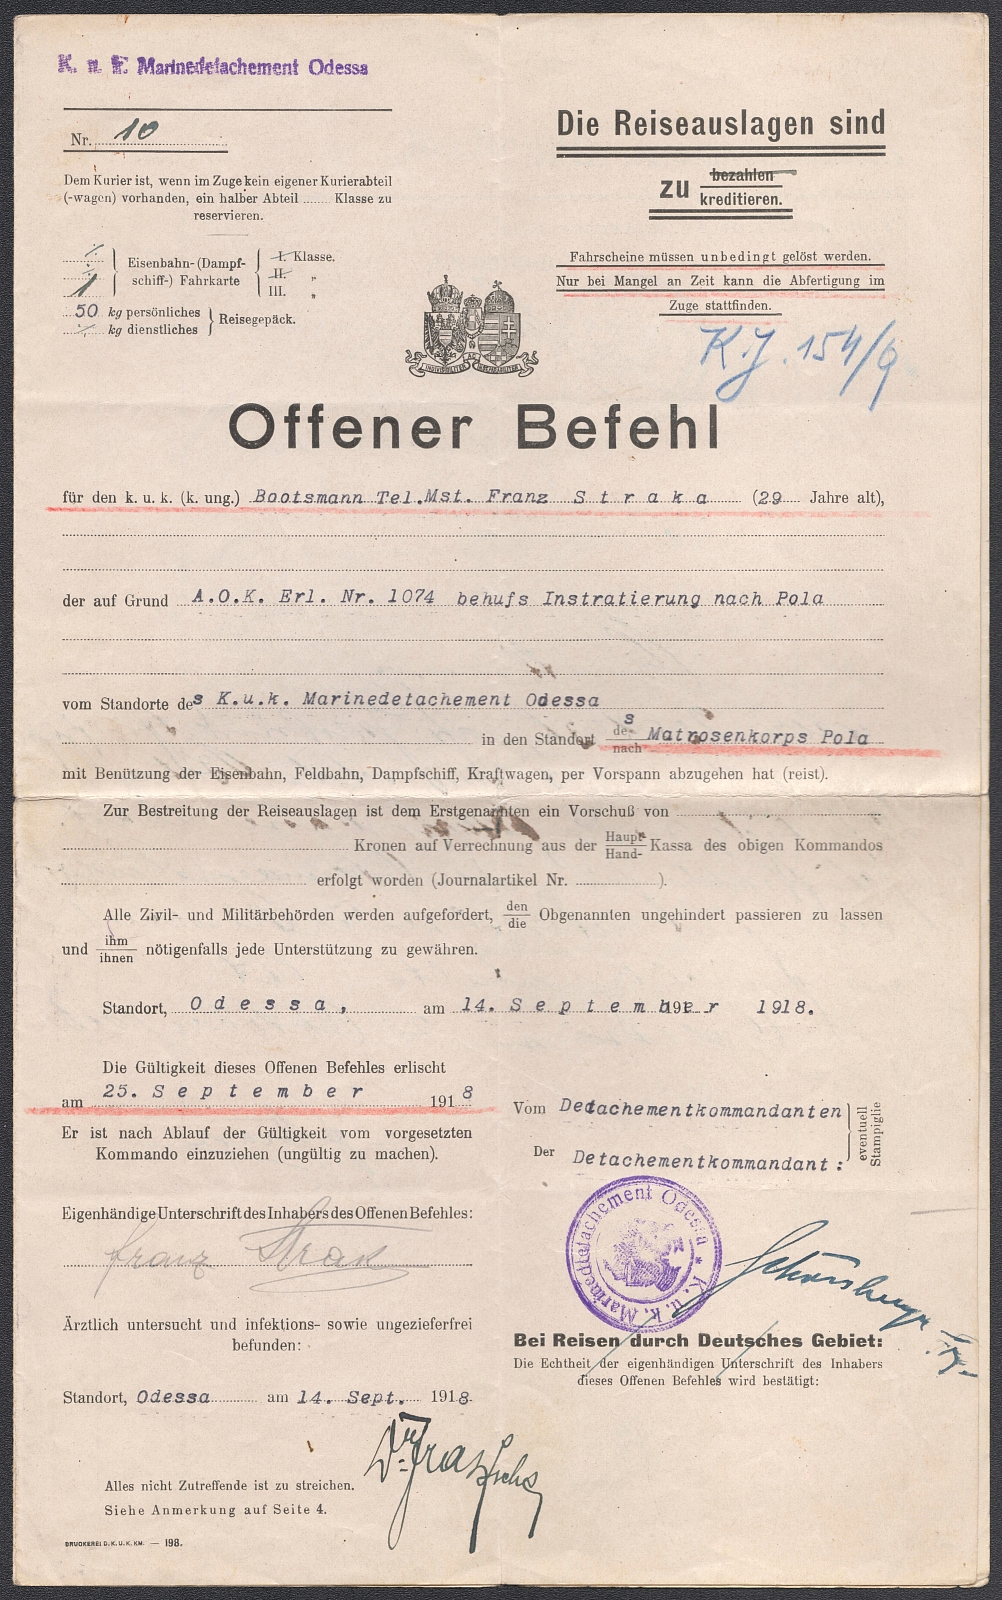 K. u. k. Marinedetachement Odessa
Nr. 10
Dem Kurier ist, wenn im Zuge kein eigener Kurierabteil
(-wagen) vorhanden, ein halber Abteil ...... Klasse zu
reservieren.
Eisenbahn- (Dampf-
schiff-) Fahrkarte
1
I. Klasse.
II. „
III. „
50 kg persönliches
kg dienstliches
Reisegepäck.
Die Reiseauslagen sind
zu bezahlen
kreditieren.
Fahrscheine müssen unbedingt gelöst werden.
Nur bei Mangel an Zeit kann die Abfertigung im
Zuge stattfinden.
K.J. 154/9
Offener Befehl
für den k. u. k. (k. ung.) Bootsmann Tel.Mst. Franz S t r a k a (29 Jahre alt),
der auf Grund A.O.K. Erl. Nr. 1074 behufs Instratierung nach Pola
vom Standorte des K.u.k. Marinedetachement Odessa
in den Standort des
nach Matrosenkorps Pola
mit Benützung der Eisenbahn, Feldbahn, Dampfschiff, Kraftwagen, per Vorspann abzugehen hat (reist).
Zur Bestreitung der Reiseauslagen ist dem Erstgenannten ein Vorschuß von
Kronen auf Verrechnung aus der Haupt-
Hand- Kassa des obigen Kommandos
erfolgt worden (Journalartikel Nr. ).
Alle Zivil- und Militärbehörden werden aufgefordert, den
die Obgenannten ungehindert passieren zu lassen
und ihm
ihnen nötigenfalls jede Unterstützung zu gewähren.
Standort, O d e s s a , am 14. S e p t e m b e r 191 1918.
Die Gültigkeit dieses Offenen Befehles erlischt
am 25. S e p t e m b e r 1918
Er ist nach Ablauf der Gültigkeit vom vorgesetzten
Kommando einzuziehen (ungültig zu machen).
Vom Detachementkommandanten
Der Detachementkommandant:
eventuell
Stampiglie
Eigenhändige Unterschrift des Inhabers des Offenen Befehles:
Franz Straka
K. u. k. Marinedetachement Odessa *
Ärztlich untersucht und infektions- sowie ungezieferfrei
befunden:
Standort, Odessa am 14. Sept. 1918
Bei Reisen durch Deutsches Gebiet:
Die Echtheit der eigenhändigen Unterschrift des Inhabers
dieses Offenen Befehles wird bestätigt:
Alles nicht Zutreffende ist zu streichen.
Siehe Anmerkung auf Seite 4.
DRUCKEREI D. K. U. K. KM. — 198.